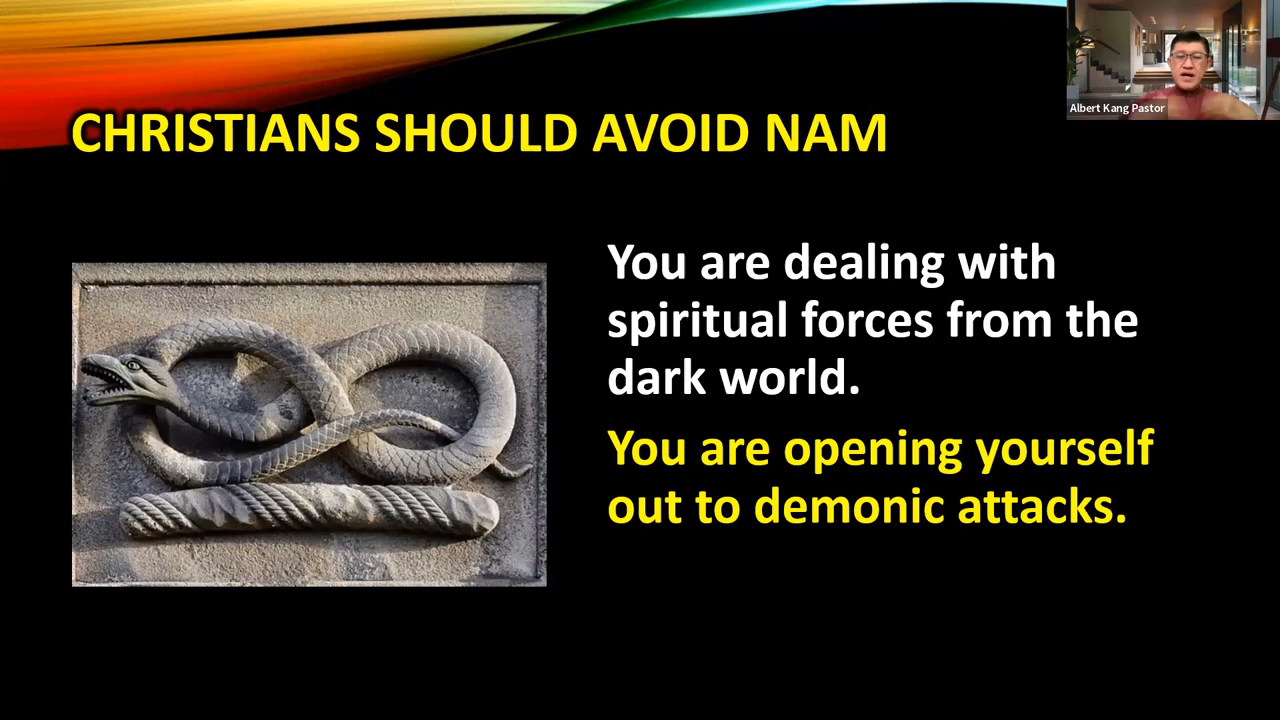 Albert Kang Pastor
CHRISTIANS SHOULD AVOID NAM
You are dealing with
spiritual forces from the
dark world.
You are opening yourself
out to demonic attacks.